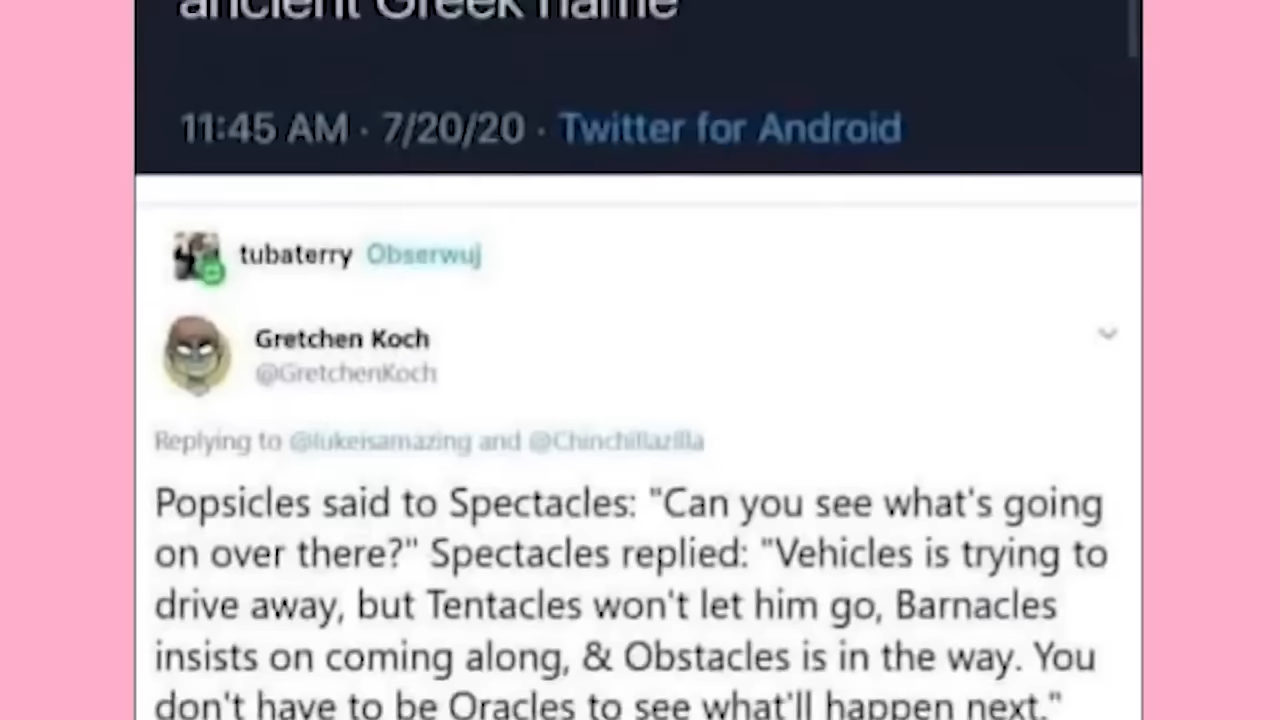 ancient Greek name
11:45 AM · 7/20/20 · Twitter for Android
tubaterry Obserwuj
Gretchen Koch
@GretchenKoch
Replying to @lukeisamazing and @Chinchillazilla
Popsicles said to Spectacles: "Can you see what's going
on over there?" Spectacles replied: "Vehicles is trying to
drive away, but Tentacles won't let him go, Barnacles
insists on coming along, & Obstacles is in the way. You
don't have to be Oracles to see what'll happen next."